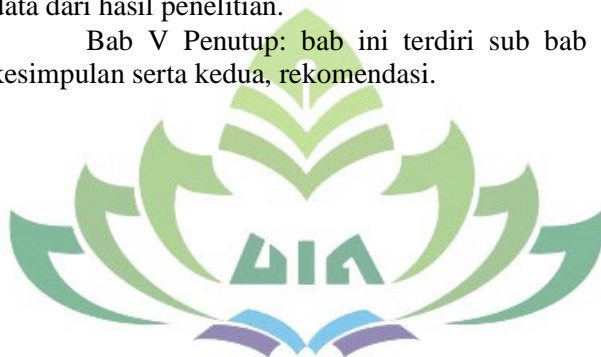 data dari hasil penelitian.
Bab V Penutup: bab ini terdiri sub bab
kesimpulan serta kedua, rekomendasi.
UIN